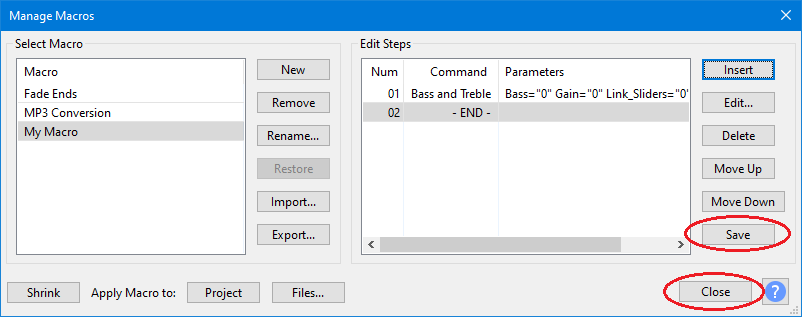 Manage Macros
Select Macro
Macro
Fade Ends
MP3 Conversion
My Macro
New
Remove
Rename...
Restore
Import...
Export...
Edit Steps
Num Command Parameters
01 Bass and Treble Bass="0" Gain="0" Link_Sliders="0"
02 - END -
Insert
Edit...
Delete
Move Up
Move Down
Save
Shrink Apply Macro to: Project Files... Close ?